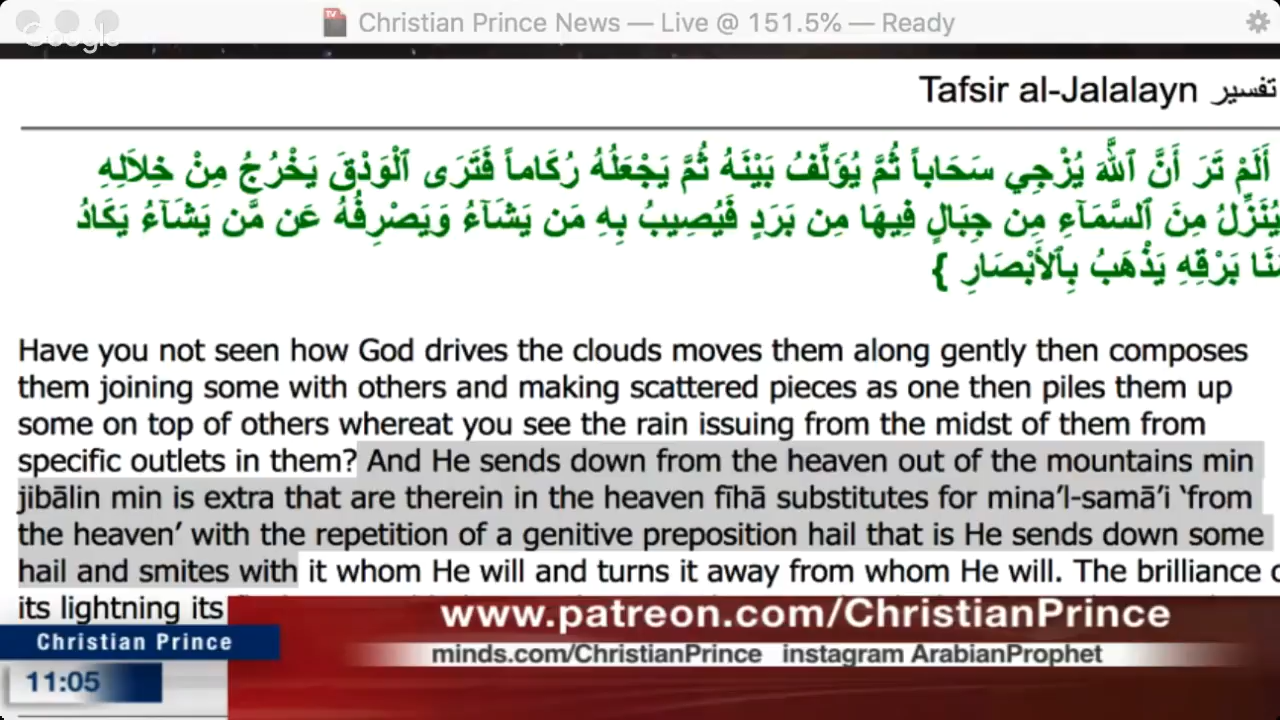 Christian Prince News — Live @ 151.5% — Ready
Google
Tafsir al-Jalalayn تفسير
أَلَمْ تَرَ أَنَّ ٱللَّهَ يُزْجِي سَحَاباً ثُمَّ يُؤَلِّفُ بَيْنَهُ ثُمَّ يَجْعَلُهُ رُكَاماً فَتَرَى ٱلْوَدْقَ يَخْرُجُ مِنْ خِلاَلِهِ
يُنَزِّلُ مِنَ ٱلسَّمَآءِ مِن جِبَالٍ فِيهَا مِن بَرَدٍ فَيُصِيبُ بِهِ مَن يَشَآءُ وَيَصْرِفُهُ عَن مَّن يَشَآءُ يَكَادُ
بَرْقِهِ يَذْهَبُ بِٱلأَبْصَارِ }
Have you not seen how God drives the clouds moves them along gently then composes
them joining some with others and making scattered pieces as one then piles them up
some on top of others whereat you see the rain issuing from the midst of them from
specific outlets in them? And He sends down from the heaven out of the mountains min
jibālin min is extra that are therein in the heaven fīhā substitutes for mina’l-samā’i ‘from
the heaven’ with the repetition of a genitive preposition hail that is He sends down some
hail and smites with it whom He will and turns it away from whom He will. The brilliance
its lightning its
www.patreon.com/ChristianPrince
Christian Prince
minds.com/ChristianPrince instagram ArabianProphet
11:05